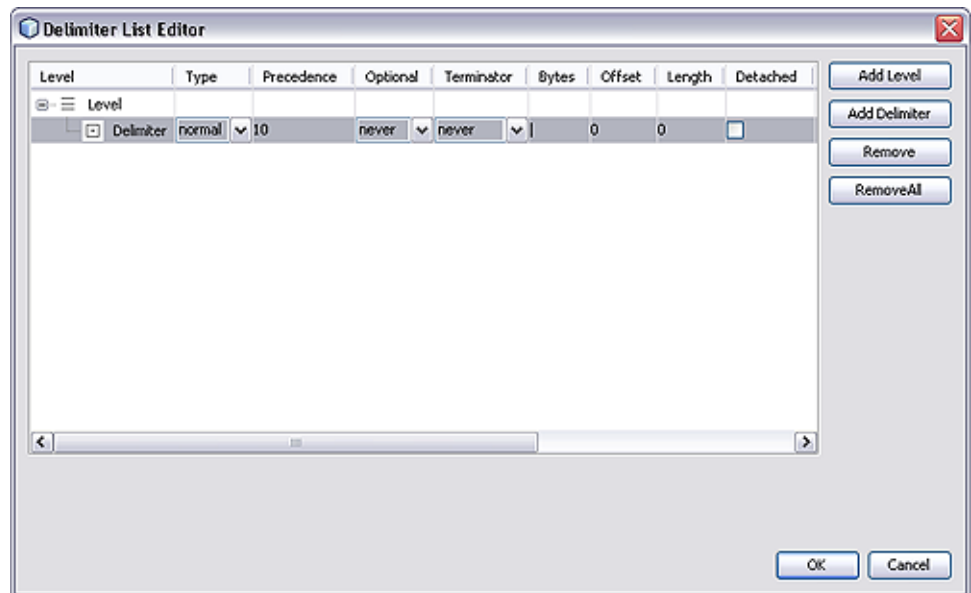 Delimiter List Editor
Level Type Precedence Optional Terminator Bytes Offset Length Detached
Level
Delimiter normal 10 never never | 0 0
Add Level
Add Delimiter
Remove
RemoveAll
OK Cancel